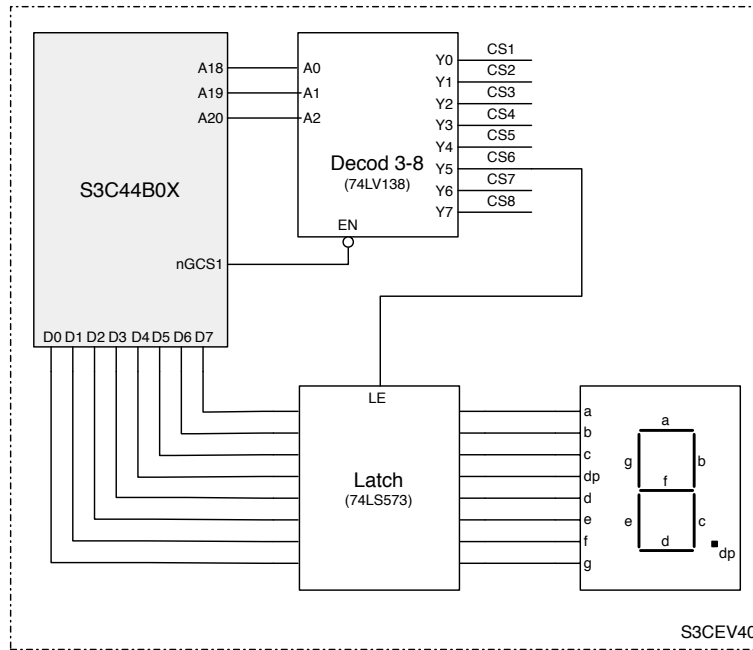 S3C44B0X
A18
A19
A20
nGCS1
D0 D1 D2 D3 D4 D5 D6 D7
A0
A1
A2
Decod 3-8
(74LV138)
EN
Y0
Y1
Y2
Y3
Y4
Y5
Y6
Y7
CS1
CS2
CS3
CS4
CS5
CS6
CS7
CS8
LE
Latch
(74LS573)
a
b
c
dp
d
e
f
g
a
g
b
f
e
c
d
dp
S3CEV40